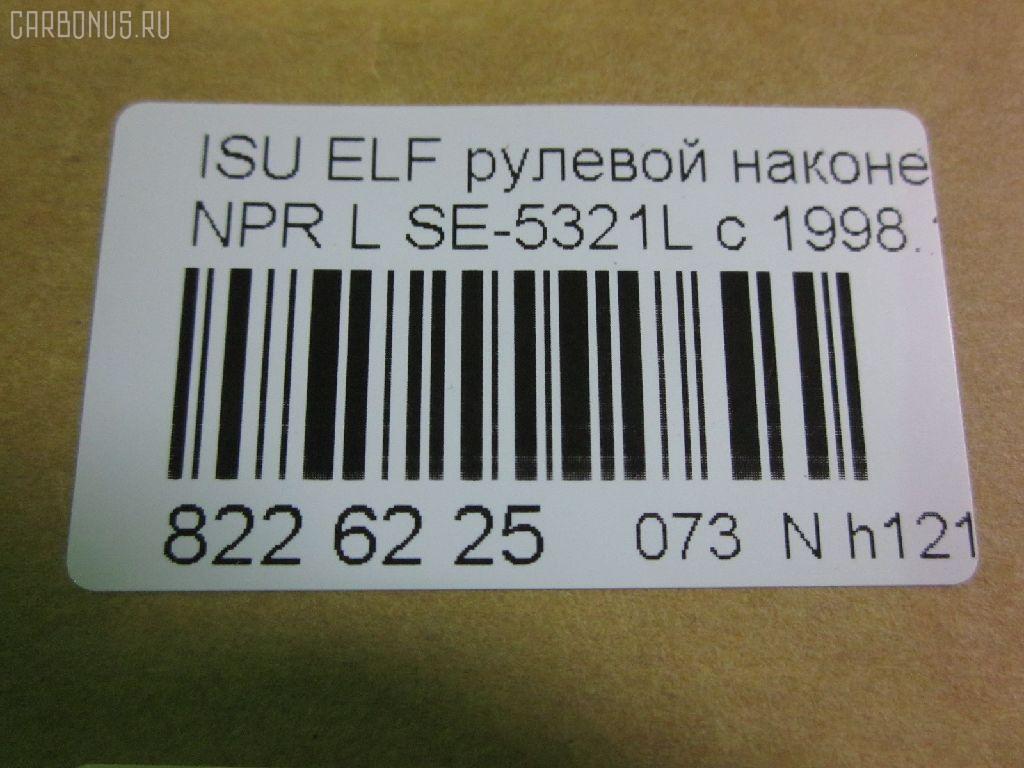 CARBONUS.RU
ISU ELF рулевой наконе
NPR L SE-5321L с 1998.
822 62 25 073 N h121